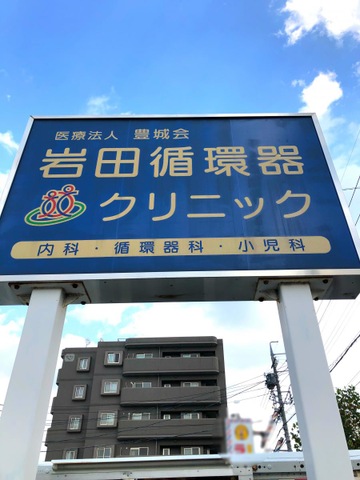 医療法人 豊城会
岩田循環器
クリニック
内科・循環器科・小児科